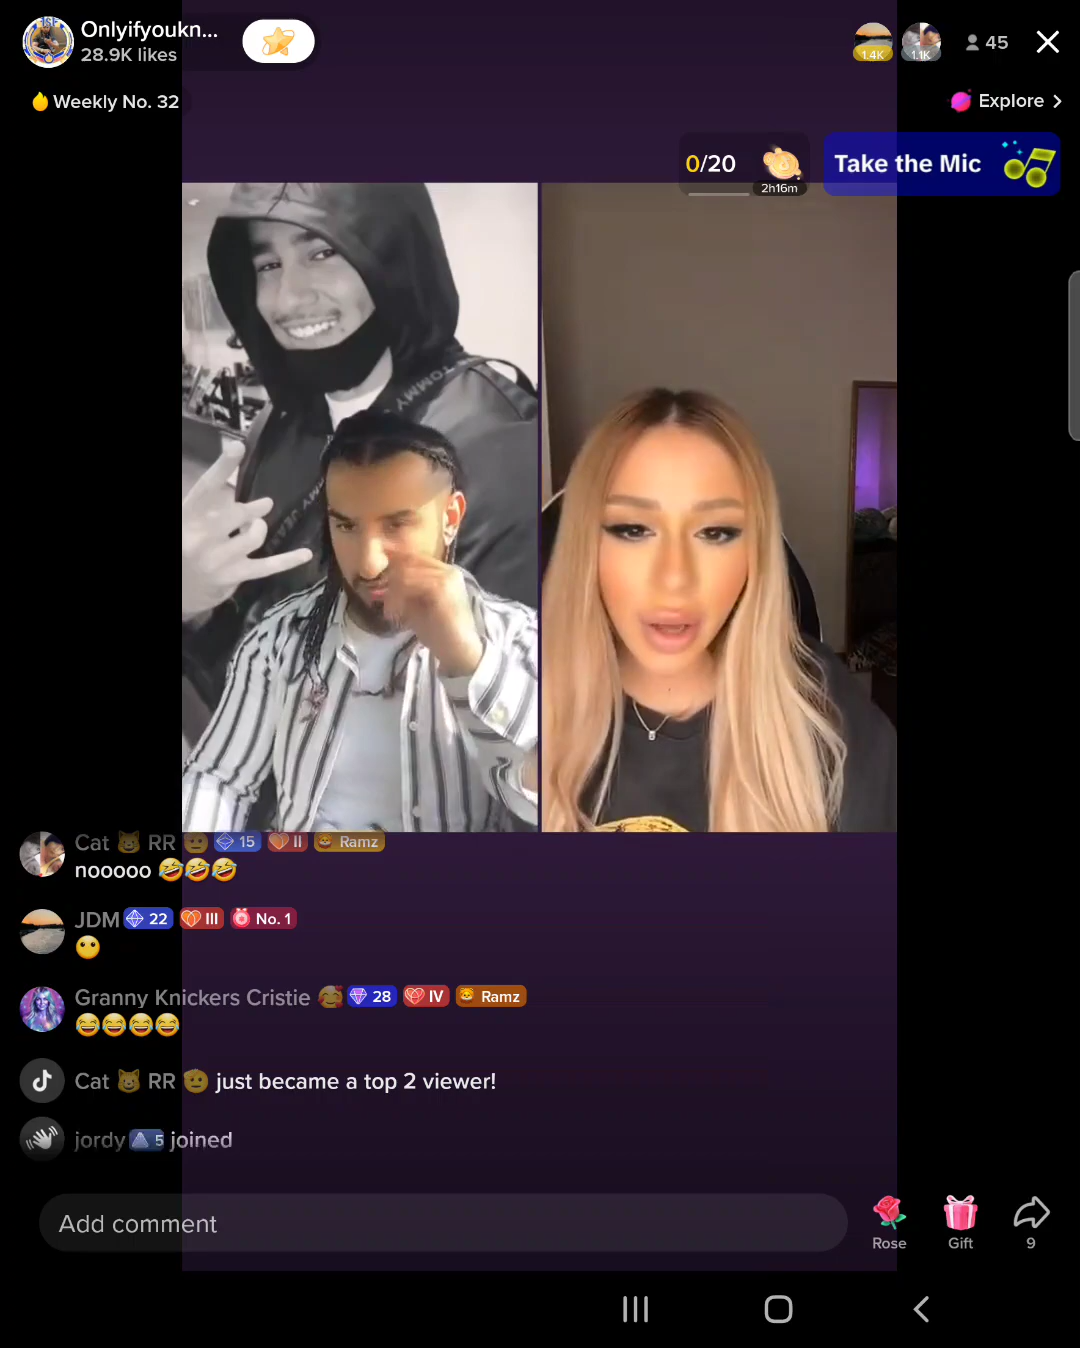 Onlyifyoukn...
28.9K likes
1.4K
1.1K
45
Weekly No. 32
Explore
0/20
2h16m
Take the Mic
TOMMY
Cat RR 15 II Ramz
nooooo
JDM 22 III No. 1
Granny Knickers Cristie 28 IV Ramz
Cat RR just became a top 2 viewer!
jordy 5 joined
Add comment
Rose
Gift
9